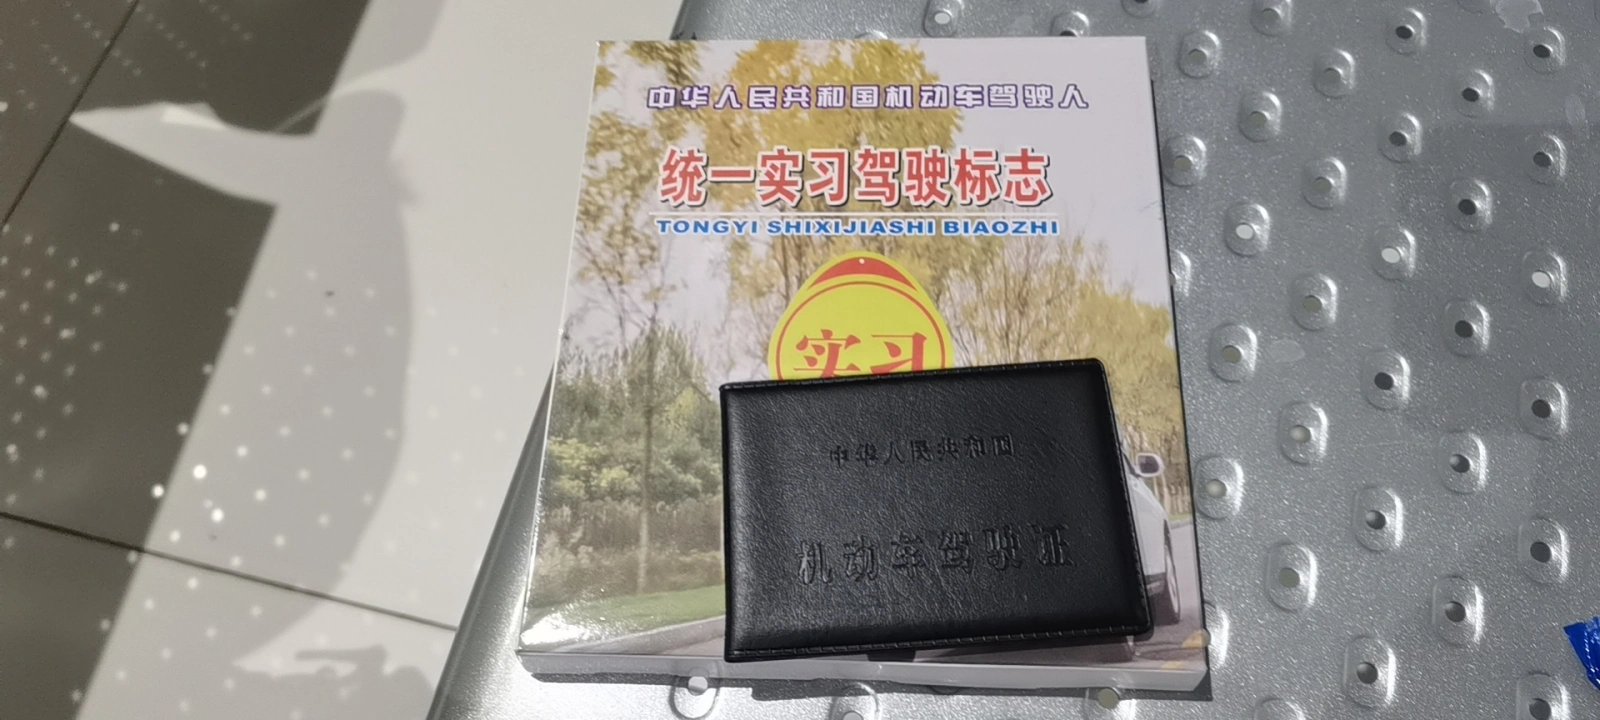 中华人民共和国机动车驾驶人
统一实习驾驶标志
TONGYI SHIXIJIASHI BIAOZHI
实习
中华人民共和国
机动车驾驶证